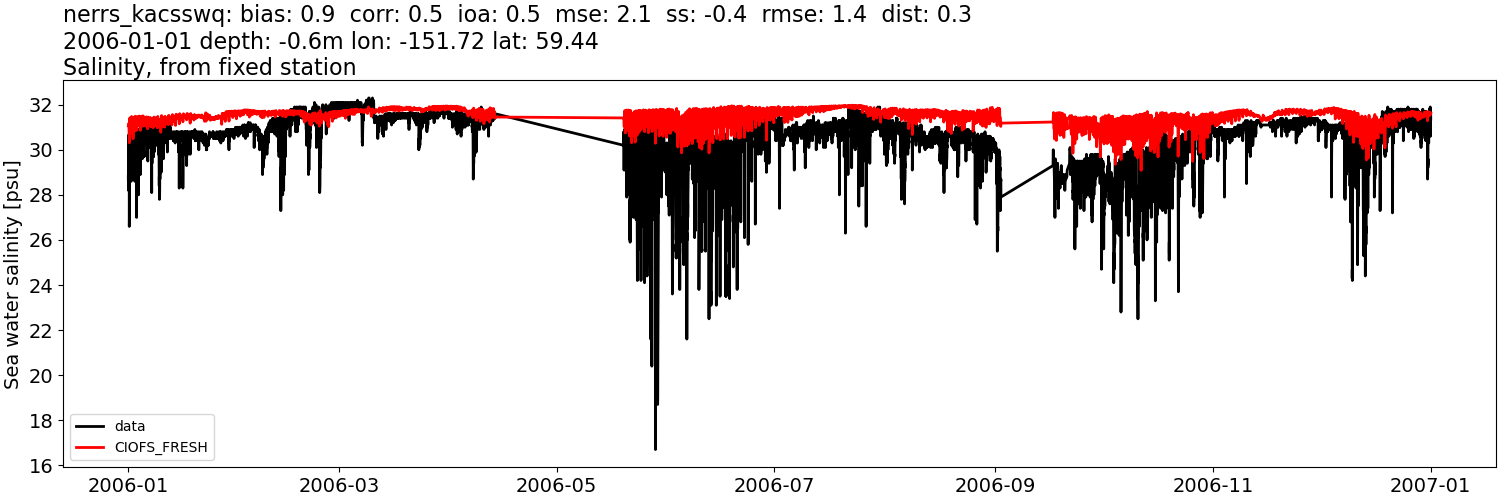 nerrs_kacsswq: bias: 0.9  corr: 0.5  ioa: 0.5  mse: 2.1  ss: -0.4  rmse: 1.4  dist: 0.3
2006-01-01 depth: -0.6m lon: -151.72 lat: 59.44
Salinity, from fixed station
Sea water salinity [psu]
32
30
28
26
24
22
20
18
16
data
CIOFS_FRESH
2006-01
2006-03
2006-05
2006-07
2006-09
2006-11
2007-01